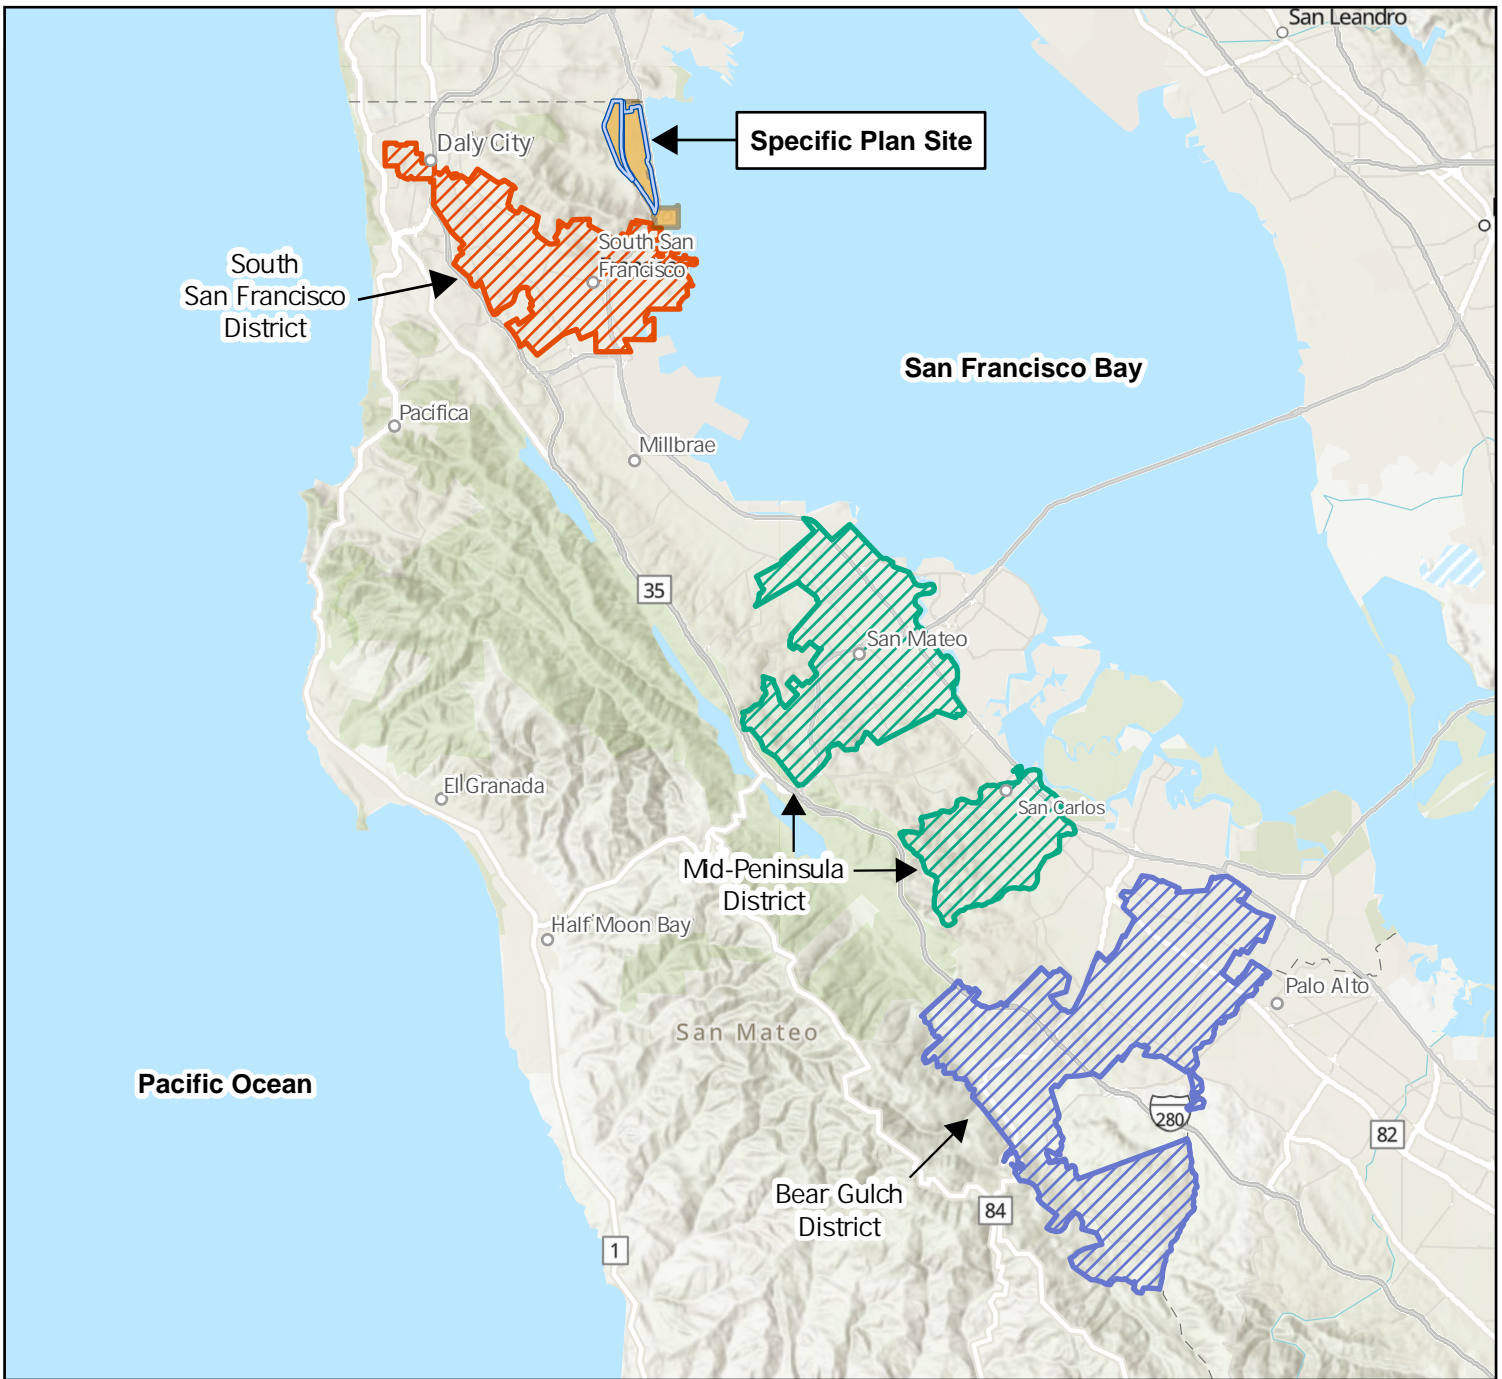 San Leandro
Specific Plan Site
Daly City
South San
Francisco
South
San Francisco
District
San Francisco Bay
Pacifica
Millbrae
35
San Mateo
El Granada
San Carlos
Mid-Peninsula
District
Half Moon Bay
Palo Alto
San Mateo
Pacific Ocean
280
82
Bear Gulch
District
84
1